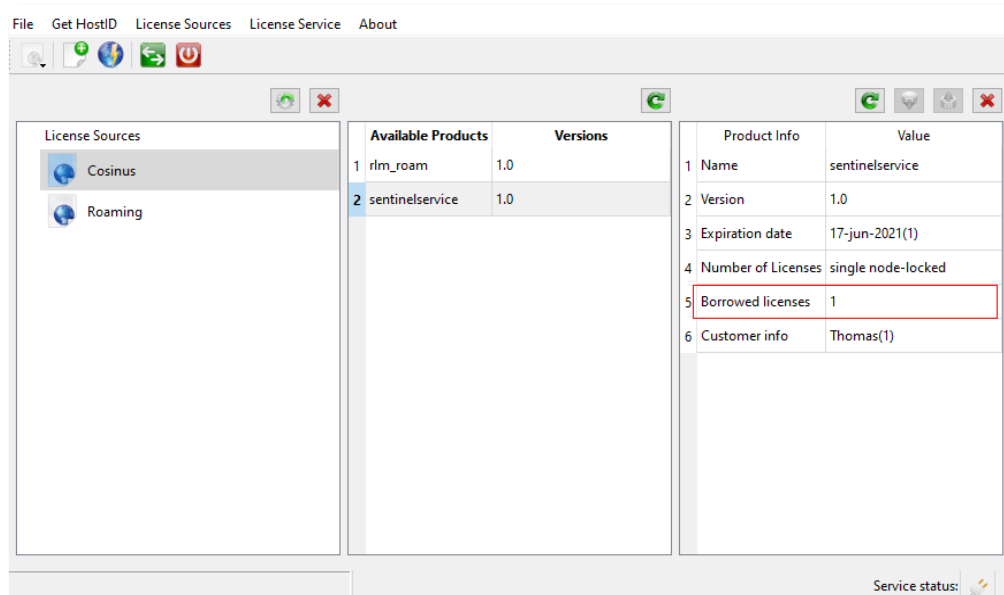 File Get HostID License Sources License Service About
License Sources
Cosinus
Roaming
Available Products Versions
1 rlm_roam 1.0
2 sentinelservice 1.0
Product Info Value
1 Name sentinelservice
2 Version 1.0
3 Expiration date 17-jun-2021(1)
4 Number of Licenses single node-locked
5 Borrowed licenses 1
6 Customer info Thomas(1)
Service status: